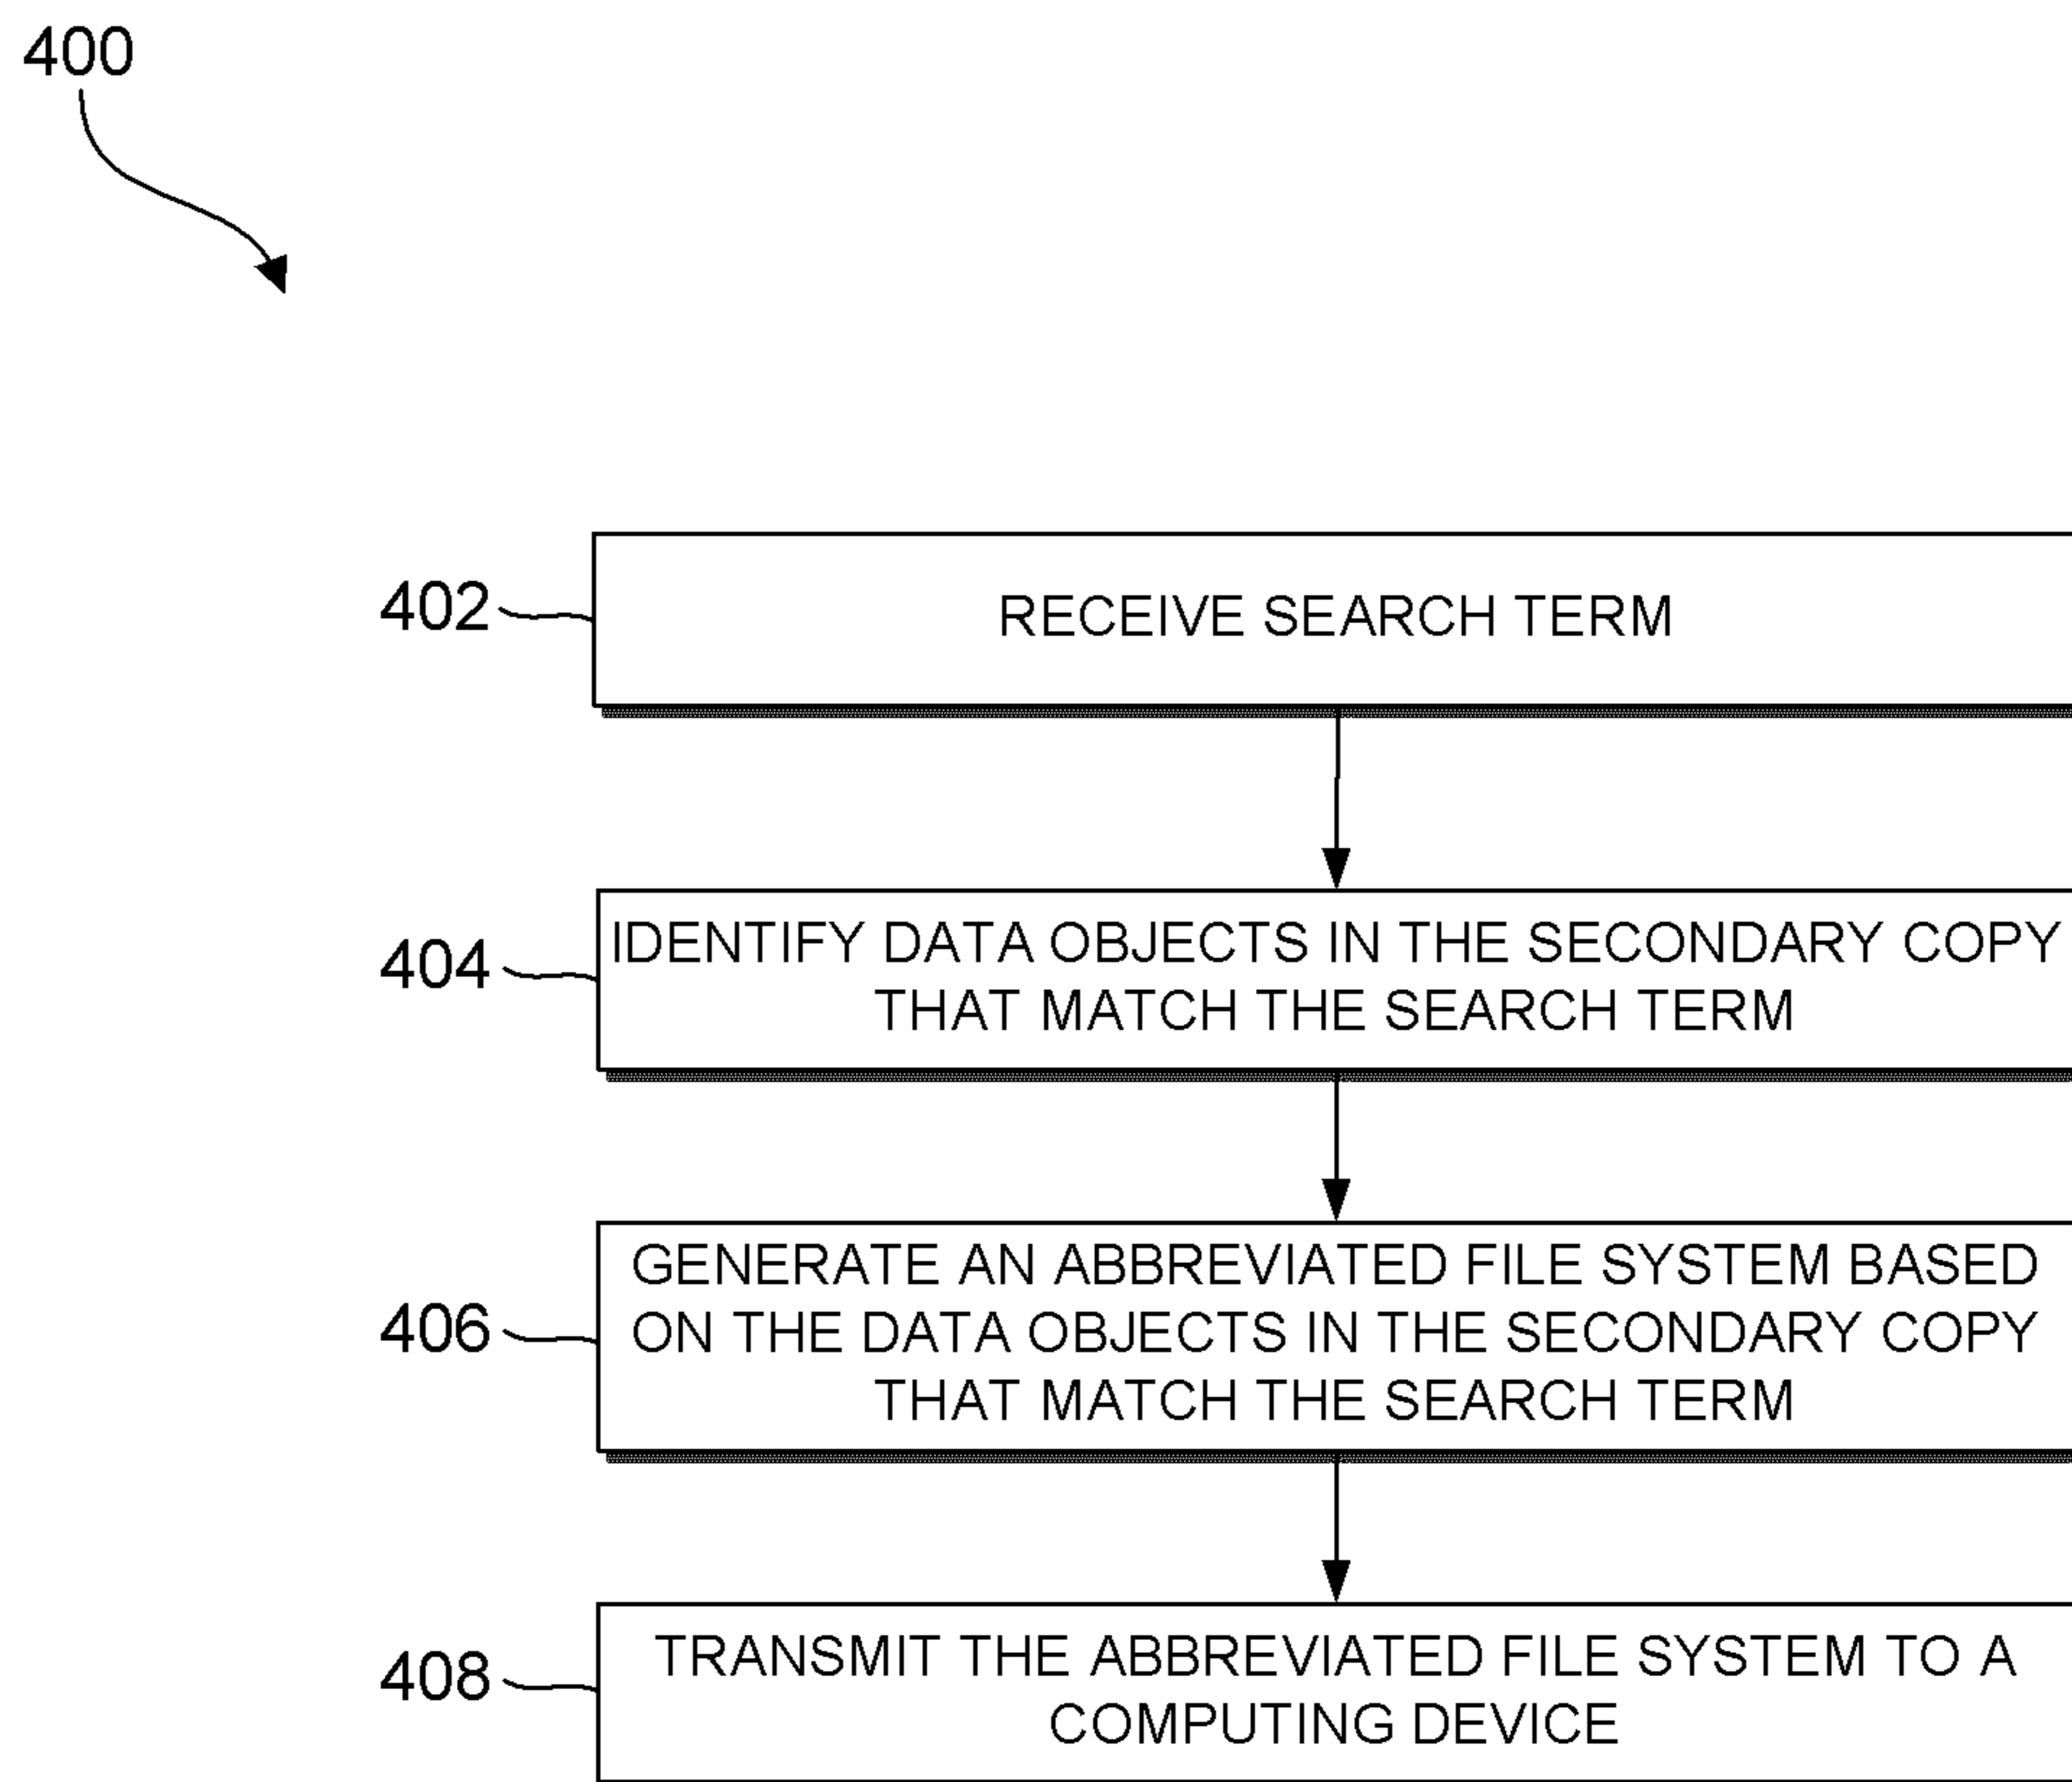 400
402
RECEIVE SEARCH TERM
404
IDENTIFY DATA OBJECTS IN THE SECONDARY COPY
THAT MATCH THE SEARCH TERM
406
GENERATE AN ABBREVIATED FILE SYSTEM BASED
ON THE DATA OBJECTS IN THE SECONDARY COPY
THAT MATCH THE SEARCH TERM
408
TRANSMIT THE ABBREVIATED FILE SYSTEM TO A
COMPUTING DEVICE